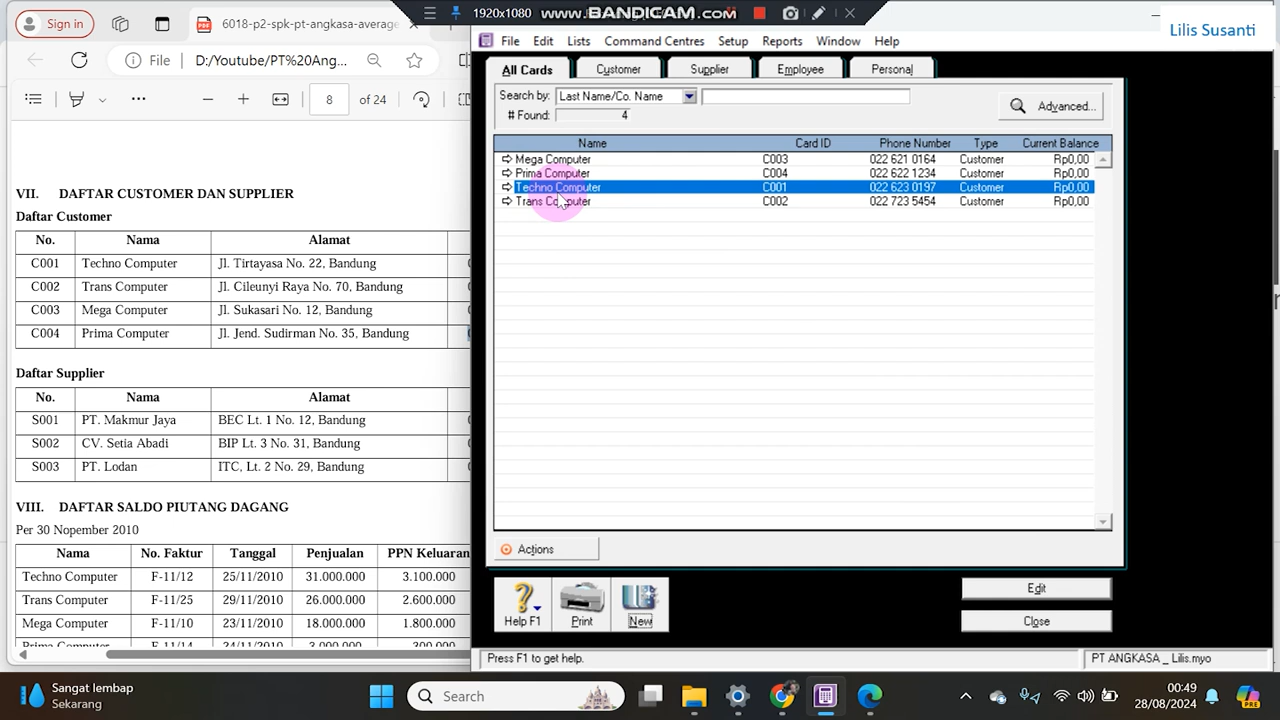 Sign in
6018-p2-spk-pt-angkasa-average
File
D:/Youtube/PT%20Ang...
8
of 24
VII. DAFTAR CUSTOMER DAN SUPPLIER
Daftar Customer
No. Nama Alamat
C001 Techno Computer Jl. Tirtayasa No. 22, Bandung
C002 Trans Computer Jl. Cileunyi Raya No. 70, Bandung
C003 Mega Computer Jl. Sukasari No. 12, Bandung
C004 Prima Computer Jl. Jend. Sudirman No. 35, Bandung
Daftar Supplier
No. Nama Alamat
S001 PT. Makmur Jaya BEC Lt. 1 No. 12, Bandung
S002 CV. Setia Abadi BIP Lt. 3 No. 31, Bandung
S003 PT. Lodan ITC, Lt. 2 No. 29, Bandung
VIII. DAFTAR SALDO PIUTANG DAGANG
Per 30 Nopember 2010
Nama No. Faktur Tanggal Penjualan PPN Keluaran
Techno Computer F-11/12 25/11/2010 31.000.000 3.100.000
Trans Computer F-11/25 29/11/2010 26.000.000 2.600.000
Mega Computer F-11/10 23/11/2010 18.000.000 1.800.000
1920x1080 www.BANDICAM.com
Lilis Susanti
File Edit Lists Command Centres Setup Reports Window Help
All Cards Customer Supplier Employee Personal
Search by: Last Name/Co. Name
Advanced...
# Found: 4
Name Card ID Phone Number Type Current Balance
Mega Computer C003 022 621 0164 Customer Rp0,00
Prima Computer C004 022 622 1234 Customer Rp0,00
Techno Computer C001 022 623 0197 Customer Rp0,00
Trans Computer C002 022 723 5454 Customer Rp0,00
Actions
Help F1 Print New
Edit
Close
Press F1 to get help.
PT ANGKASA _ Lilis.myo
Sangat lembap
Sekarang
Search
00:49
28/08/2024
PRE